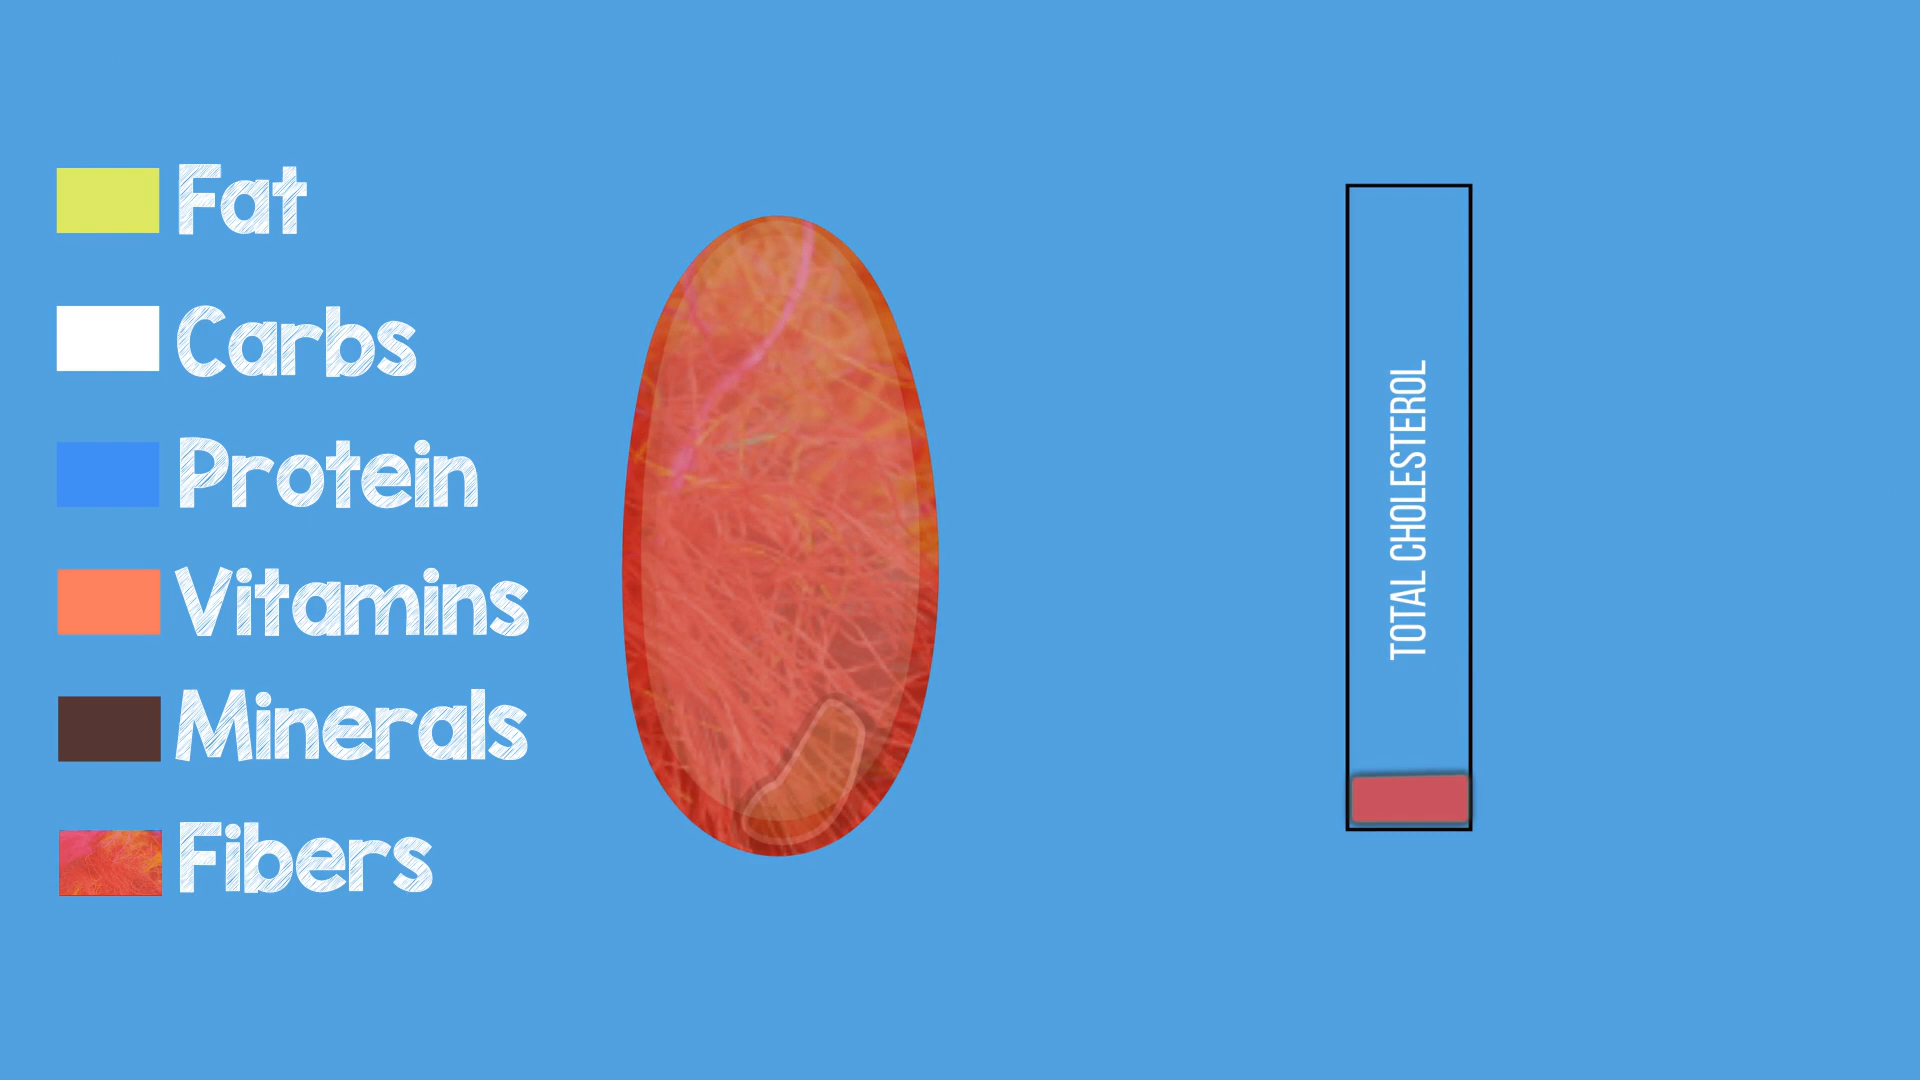 Fat
Carbs
Protein
Vitamins
Minerals
Fibers
TOTAL CHOLESTEROL